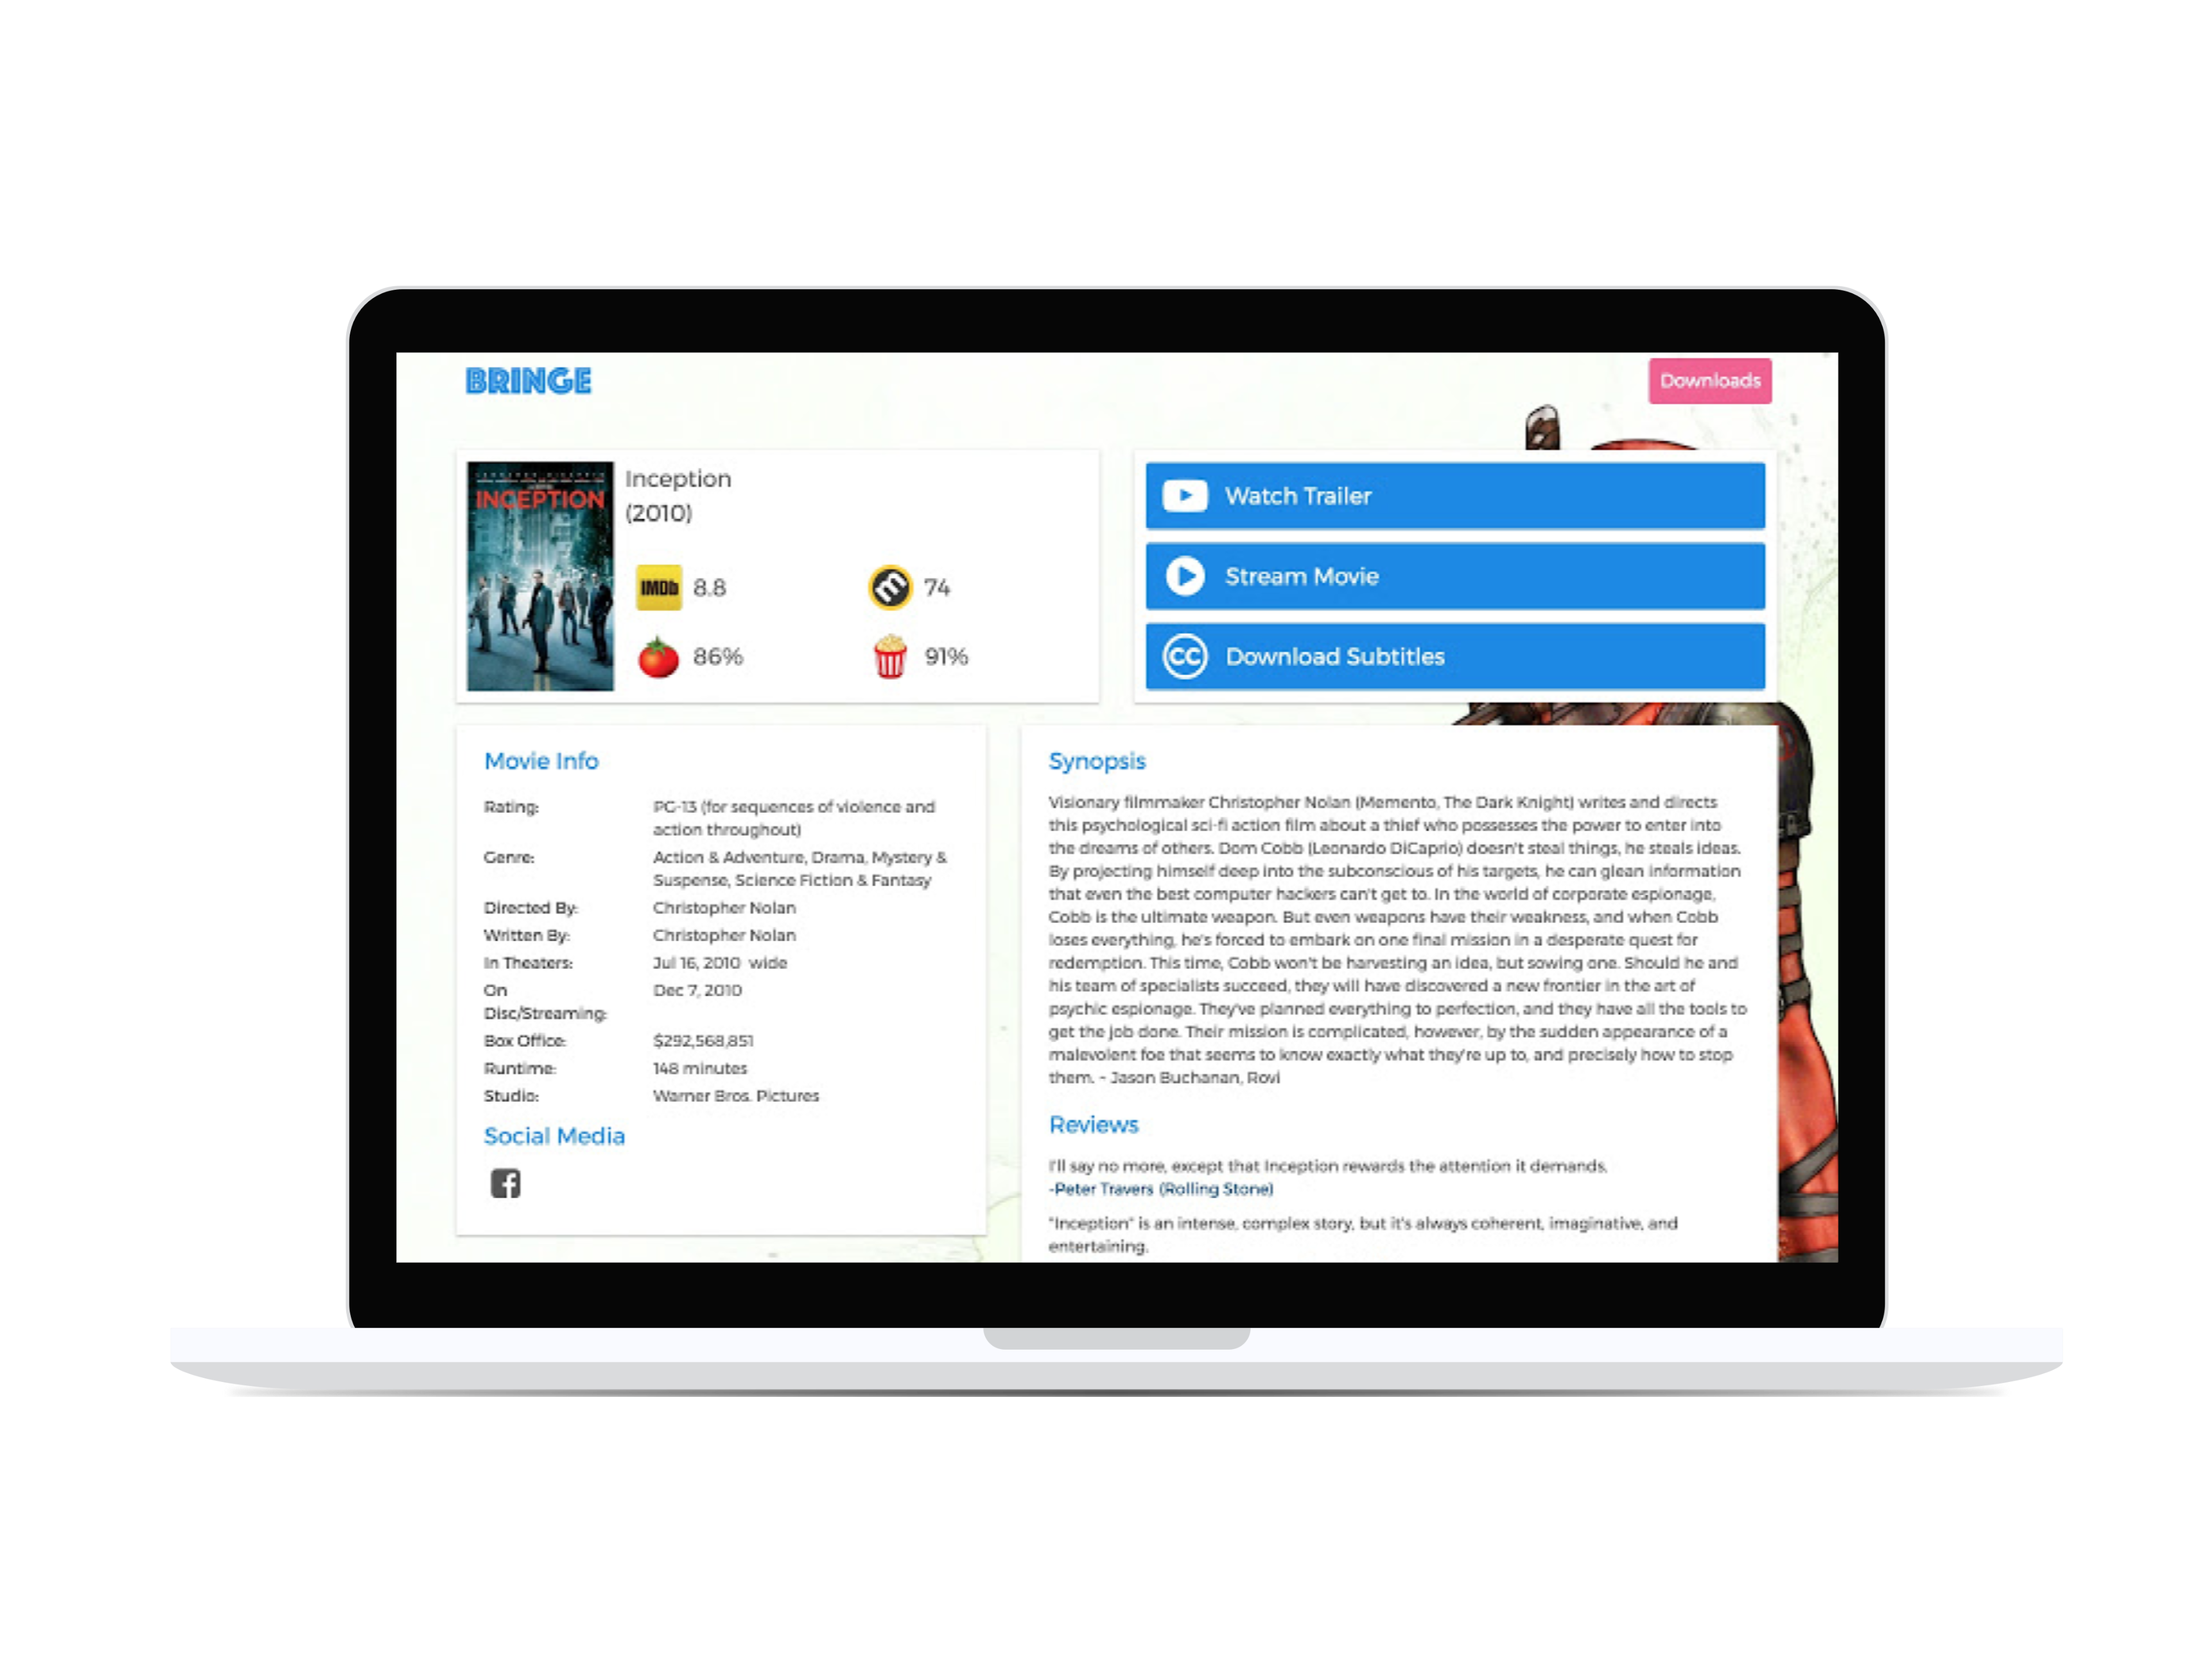 BRINGE
Downloads
INCEPTION
Inception
(2010)
IMDb 8.8
m 74
86%
91%
Watch Trailer
Stream Movie
CC Download Subtitles
Movie Info
Rating: PG-13 (for sequences of violence and
action throughout)
Genre: Action & Adventure, Drama, Mystery &
Suspense, Science Fiction & Fantasy
Directed By: Christopher Nolan
Written By: Christopher Nolan
In Theaters: Jul 16, 2010 wide
On Dec 7, 2010
Disc/Streaming:
Box Office: $292,568,851
Runtime: 148 minutes
Studio: Warner Bros. Pictures
Social Media
f
Synopsis
Visionary filmmaker Christopher Nolan (Memento, The Dark Knight) writes and directs
this psychological sci-fi action film about a thief who possesses the power to enter into
the dreams of others. Dom Cobb (Leonardo DiCaprio) doesn't steal things, he steals ideas.
By projecting himself deep into the subconscious of his targets, he can glean information
that even the best computer hackers can't get to. In the world of corporate espionage,
Cobb is the ultimate weapon. But even weapons have their weakness, and when Cobb
loses everything, he's forced to embark on one final mission in a desperate quest for
redemption. This time, Cobb won't be harvesting an idea, but sowing one. Should he and
his team of specialists succeed, they will have discovered a new frontier in the art of
psychic espionage. They've planned everything to perfection, and they have all the tools to
get the job done. Their mission is complicated, however, by the sudden appearance of a
malevolent foe that seems to know exactly what they're up to, and precisely how to stop
them. ~ Jason Buchanan, Rovi
Reviews
I'll say no more, except that Inception rewards the attention it demands.
-Peter Travers (Rolling Stone)
"Inception" is an intense, complex story, but it's always coherent, imaginative, and
entertaining.